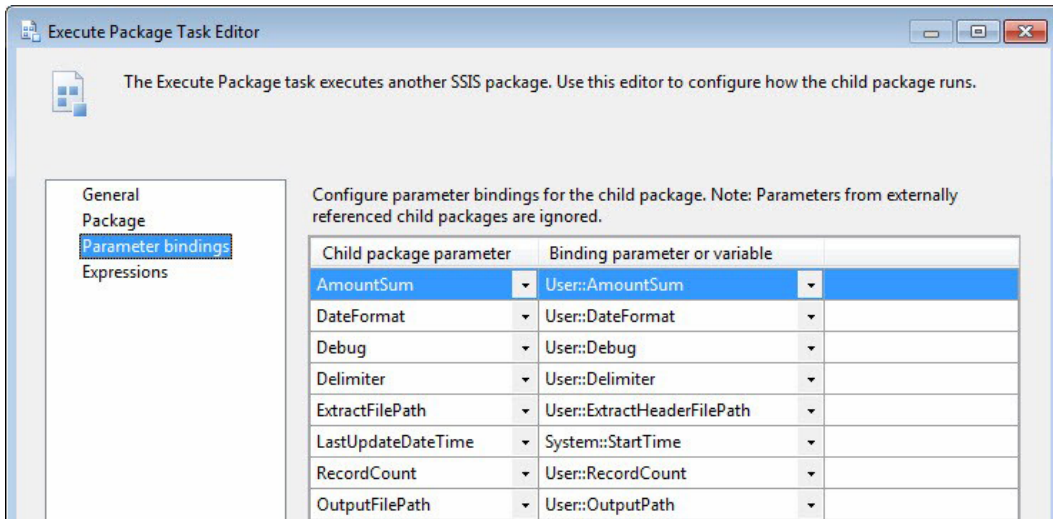 Execute Package Task Editor
The Execute Package task executes another SSIS package. Use this editor to configure how the child package runs.
General
Package
Parameter bindings
Expressions
Configure parameter bindings for the child package. Note: Parameters from externally
referenced child packages are ignored.
Child package parameter Binding parameter or variable
AmountSum User::AmountSum
DateFormat User::DateFormat
Debug User::Debug
Delimiter User::Delimiter
ExtractFilePath User::ExtractHeaderFilePath
LastUpdateDateTime System::StartTime
RecordCount User::RecordCount
OutputFilePath User::OutputPath